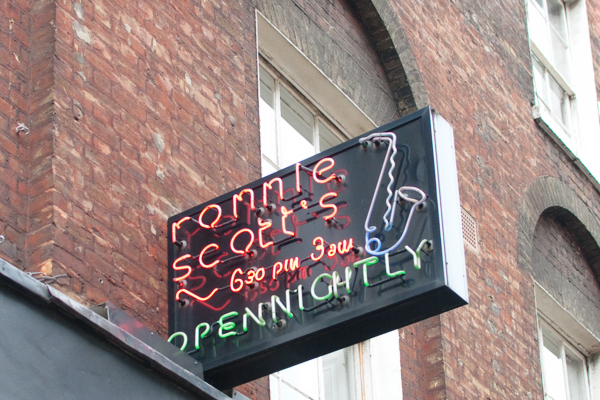 ronnie
scott's
~ 630 pm 3am
OPENNIGHTLY